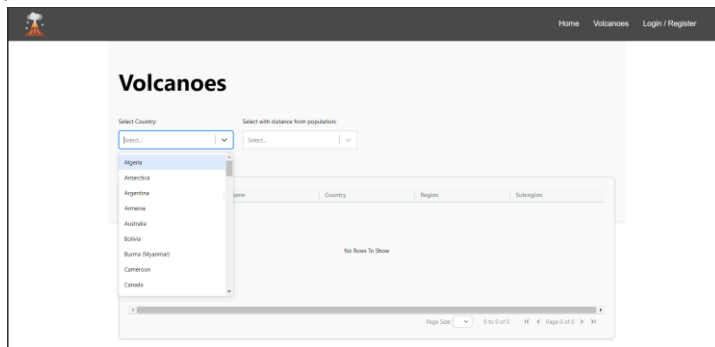 Home Volcanoes Login / Register
Volcanoes
Select Country: Select with distance from population:
Select... Select...
Algeria
Antarctica
Argentina
Armenia
Australia
Bolivia
Burma (Myanmar)
Cameroon
Canada
Country Region Subregion
No Rows To Show
Page Size: 0 to 0 of 0 Page 0 of 0